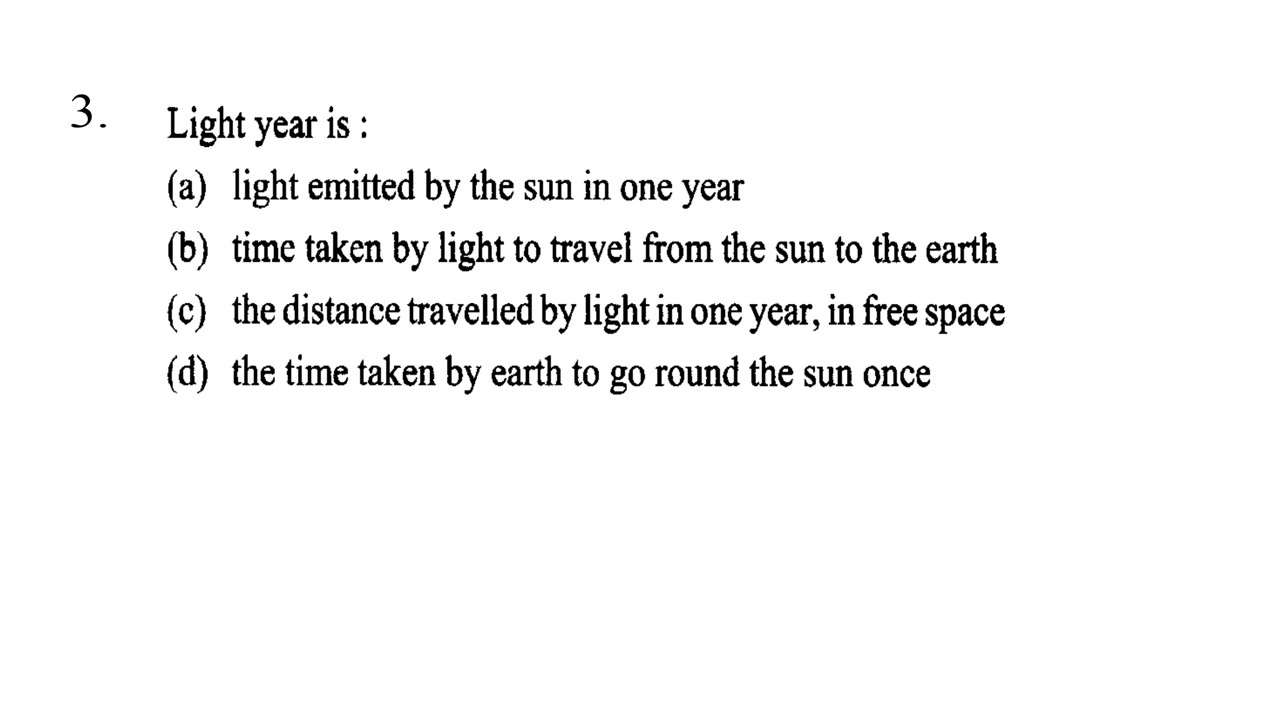 3. Light year is :
(a) light emitted by the sun in one year
(b) time taken by light to travel from the sun to the earth
(c) the distance travelled by light in one year, in free space
(d) the time taken by earth to go round the sun once